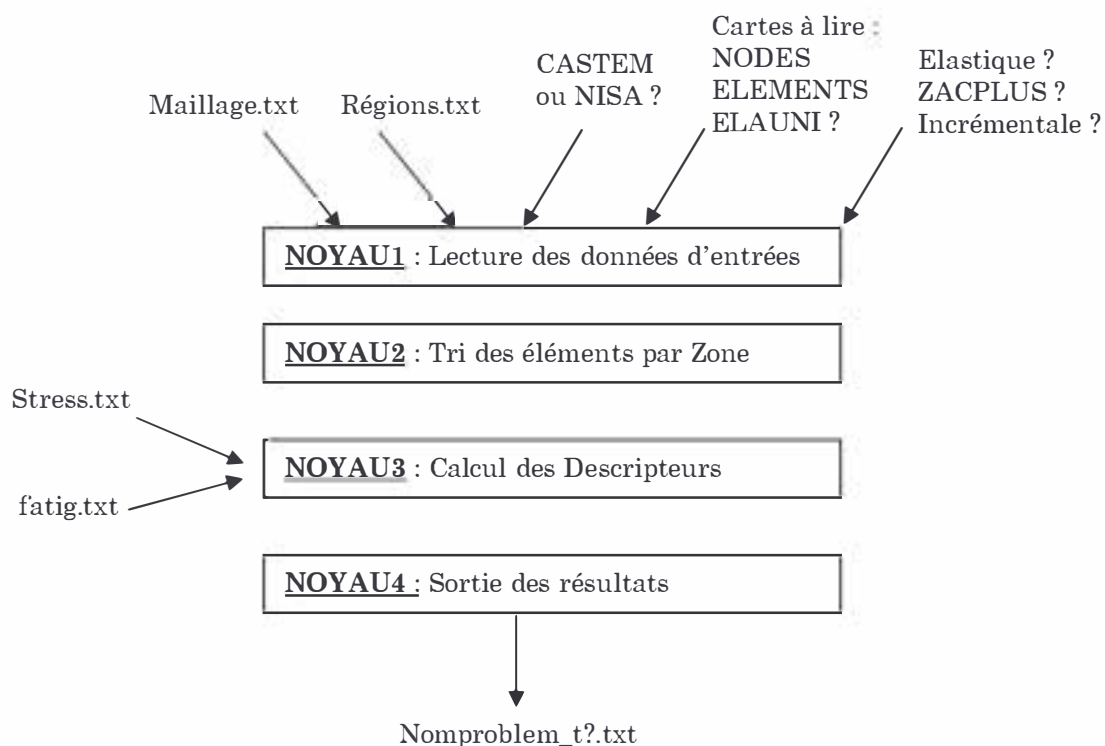 Cartes à lire :
NODES
ELEMENTS
ELAUNI ?
CASTEM
ou NISA ?
Elastique ?
ZACPLUS ?
Incrémentale ?
Maillage.txt
Régions.txt
NOYAU1 : Lecture des données d'entrées
NOYAU2 : Tri des éléments par Zone
Stress.txt
NOYAU3 : Calcul des Descripteurs
fatig.txt
NOYAU4 : Sortie des résultats
Nomproblem_t?.txt